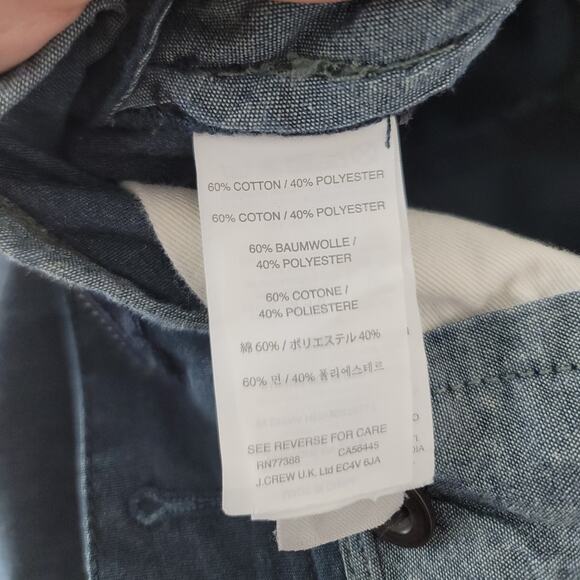 60% COTTON / 40% POLYESTER
60% COTON / 40% POLYESTER
60% BAUMWOLLE /
40% POLYESTER
60% COTONE /
40% POLIESTERE
綿 60% / ポリエステル 40%
60% 면 / 40% 폴리에스테르
SEE REVERSE FOR CARE
RN77388 CA56445
J.CREW U.K. Ltd EC4V 6JA